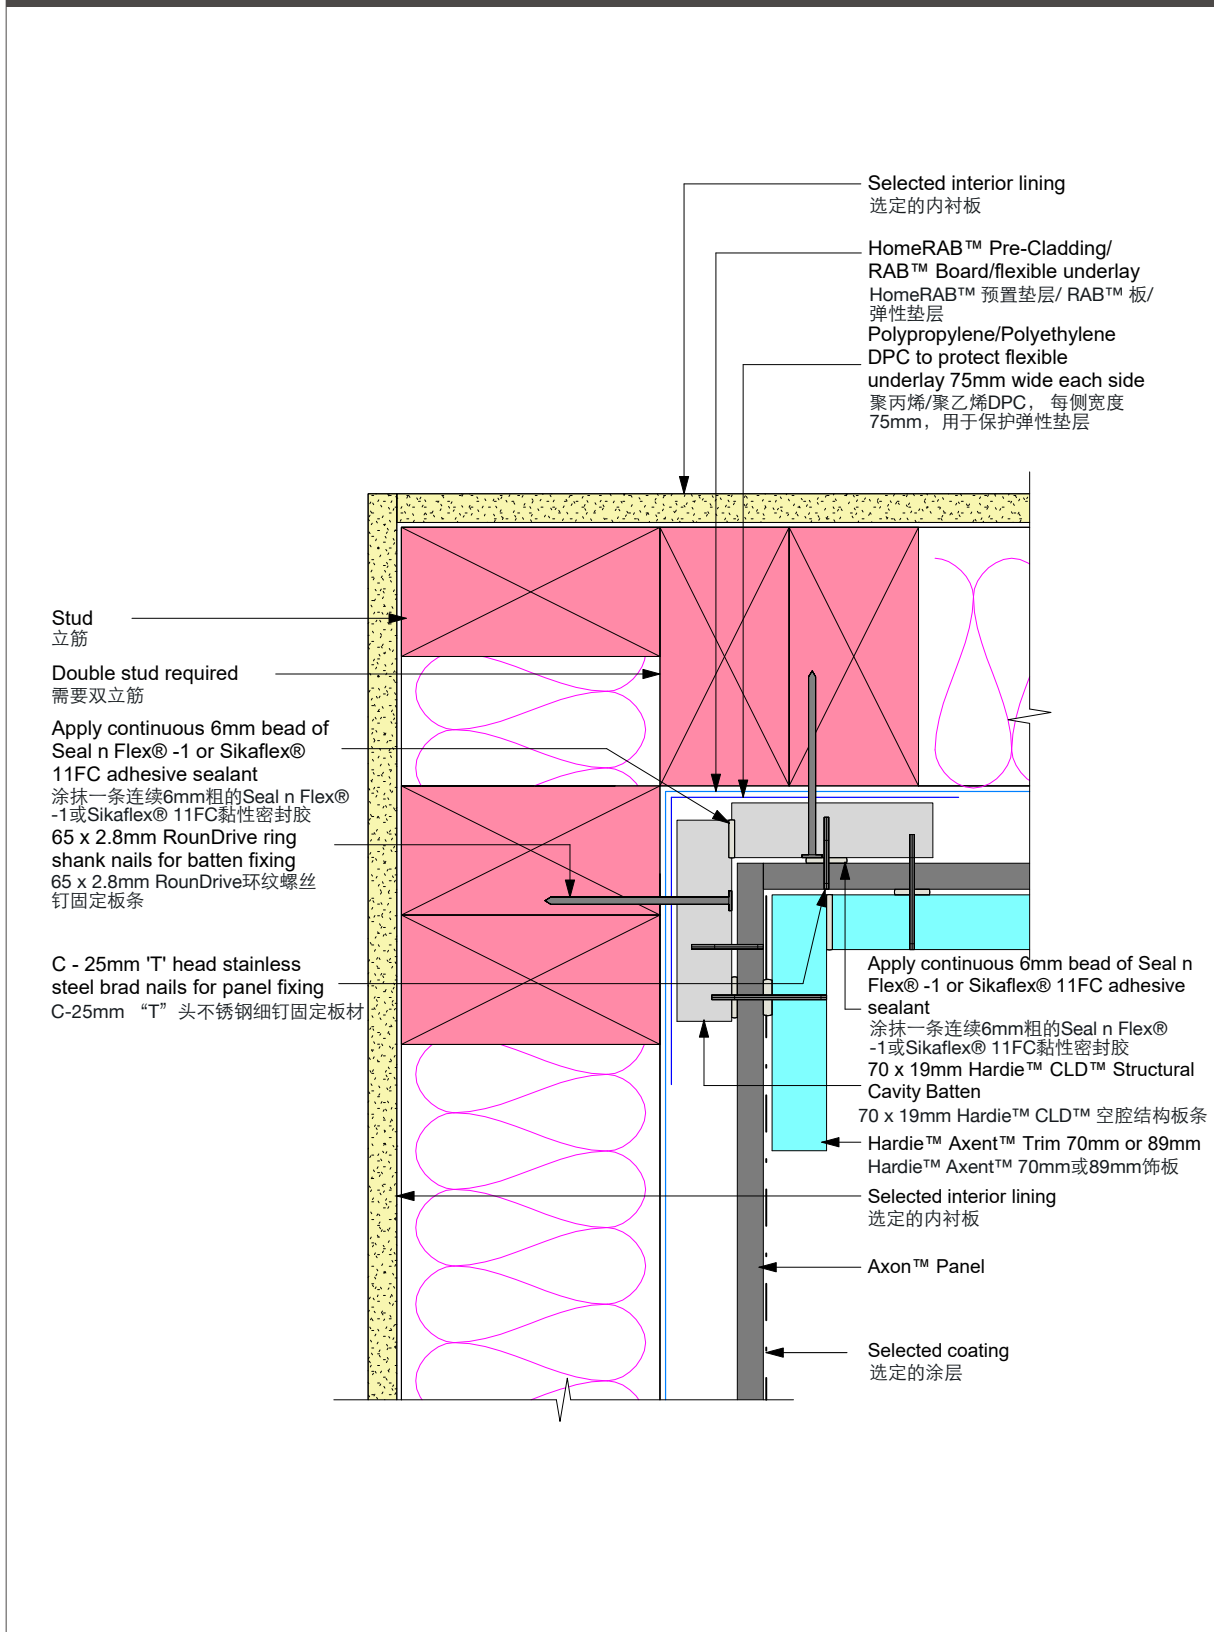 Selected interior lining
选定的内衬板
HomeRAB™ Pre-Cladding/
RAB™ Board/flexible underlay
HomeRAB™ 预置垫层/ RAB™ 板/
弹性垫层
Polypropylene/Polyethylene
DPC to protect flexible
underlay 75mm wide each side
聚丙烯/聚乙烯DPC， 每侧宽度
75mm，用于保护弹性垫层
Stud
立筋
Double stud required
需要双立筋
Apply continuous 6mm bead of
Seal n Flex® -1 or Sikaflex®
11FC adhesive sealant
涂抹一条连续6mm粗的Seal n Flex®
-1或Sikaflex® 11FC黏性密封胶
65 x 2.8mm RounDrive ring
shank nails for batten fixing
65 x 2.8mm RounDrive环纹螺丝
钉固定板条
C - 25mm 'T' head stainless
steel brad nails for panel fixing
C-25mm “T”头不锈钢细钉固定板材
Apply continuous 6mm bead of Seal n
Flex® -1 or Sikaflex® 11FC adhesive
sealant
涂抹一条连续6mm粗的Seal n Flex®
-1或Sikaflex® 11FC黏性密封胶
70 x 19mm Hardie™ CLD™ Structural
Cavity Batten
70 x 19mm Hardie™ CLD™ 空腔结构板条
Hardie™ Axent™ Trim 70mm or 89mm
Hardie™ Axent™ 70mm或89mm饰板
Selected interior lining
选定的内衬板
Axon™ Panel
Selected coating
选定的涂层